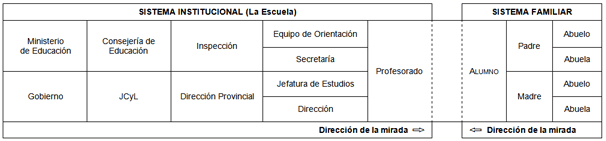 SISTEMA INSTITUCIONAL (La Escuela)
SISTEMA FAMILIAR
Ministerio
de Educación
Consejería de
Educación
Inspección
Equipo de Orientación
Secretaría
Gobierno
JCyL
Dirección Provincial
Jefatura de Estudios
Dirección
Profesorado
ALUMNO
Padre
Madre
Abuelo
Abuela
Abuelo
Abuela
Dirección de la mirada ⇨
⇦ Dirección de la mirada